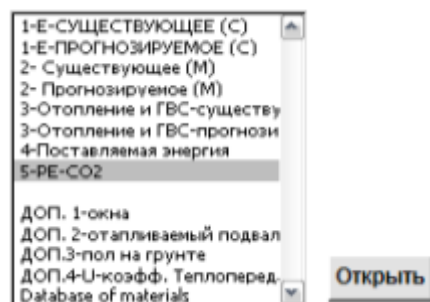 1-Е-СУЩЕСТВУЮЩЕЕ (С)
1-Е-ПРОГНОЗИРУЕМОЕ (С)
2- Существующее (М)
2- Прогнозируемое (М)
3-Отопление и ГВС-существу
3-Отопление и ГВС-прогнози
4-Поставляемая энергия
5-PE-CO2
ДОП. 1-окна
ДОП. 2-отапливаемый подвал
ДОП.3-пол на грунте
ДОП.4-U-коэфф. Теплоперед.
Database of materials
Открыть